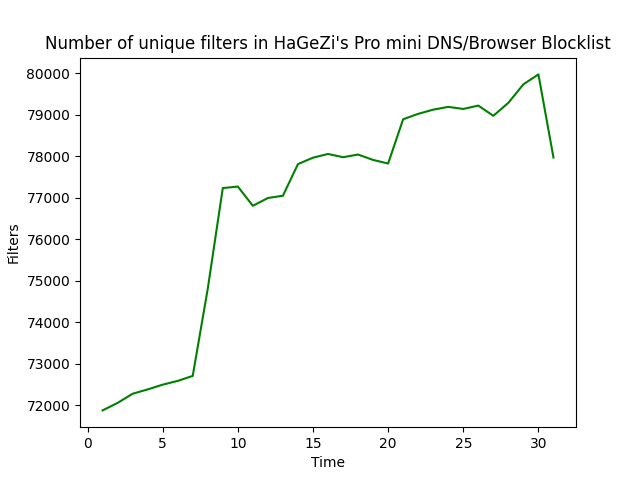 Number of unique filters in HaGeZi's Pro mini DNS/Browser Blocklist
80000
79000
78000
77000
76000
75000
74000
73000
72000
Filters
0 5 10 15 20 25 30
Time